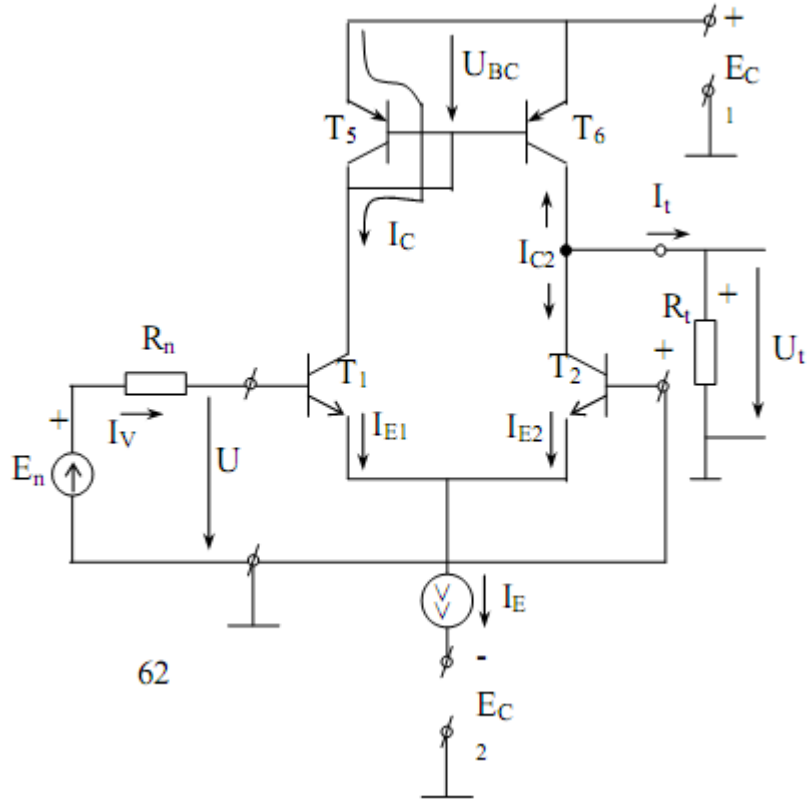 +
U_BC
E_C
1
T_5
T_6
I_C
I_C2
I_t
R_n
T_1
T_2
R_t
+
+
U_t
+
I_V
E_n
U
I_E1
I_E2
I_E
62
-
E_C
2